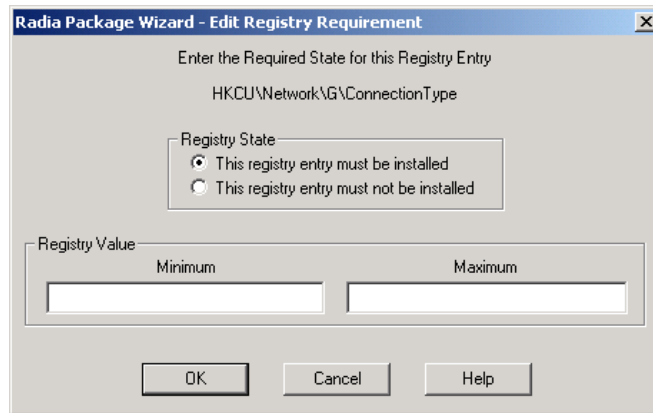 Radia Package Wizard - Edit Registry Requirement
Enter the Required State for this Registry Entry
HKCU\Network\G\ConnectionType
Registry State
This registry entry must be installed
This registry entry must not be installed
Registry Value
Minimum Maximum
OK Cancel Help